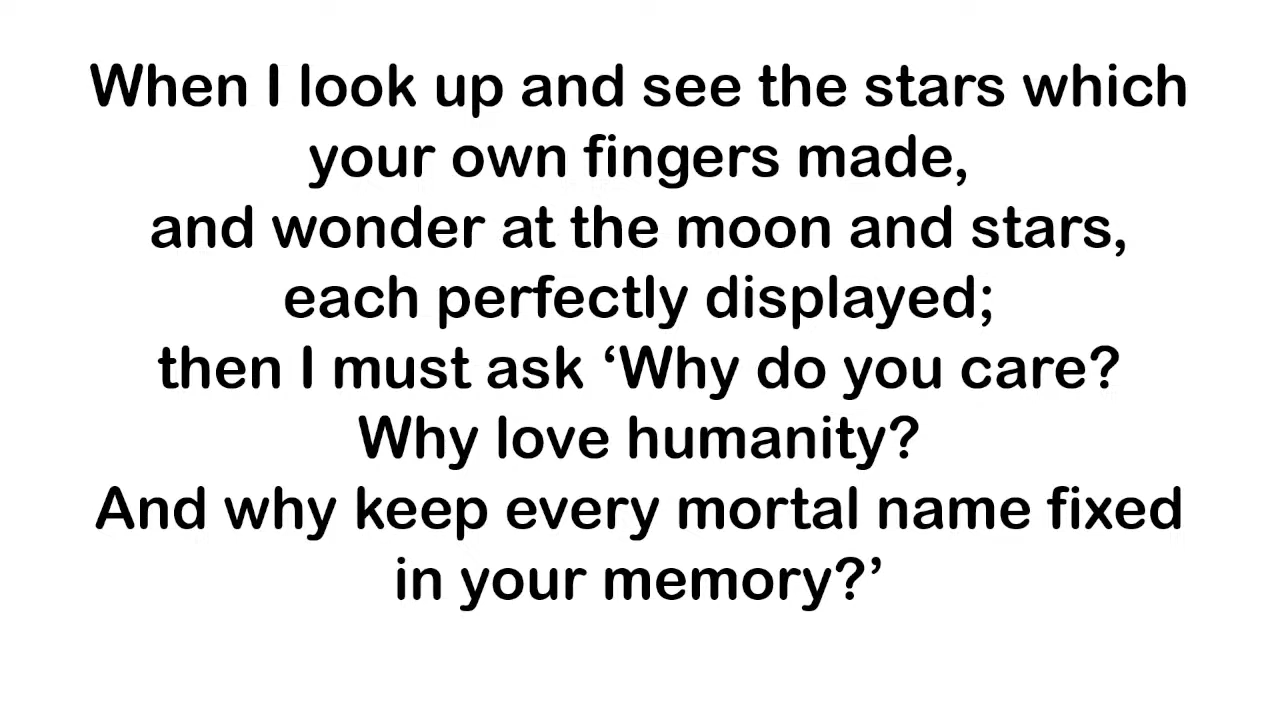 When I look up and see the stars which
your own fingers made,
and wonder at the moon and stars,
each perfectly displayed;
then I must ask ‘Why do you care?
Why love humanity?
And why keep every mortal name fixed
in your memory?’